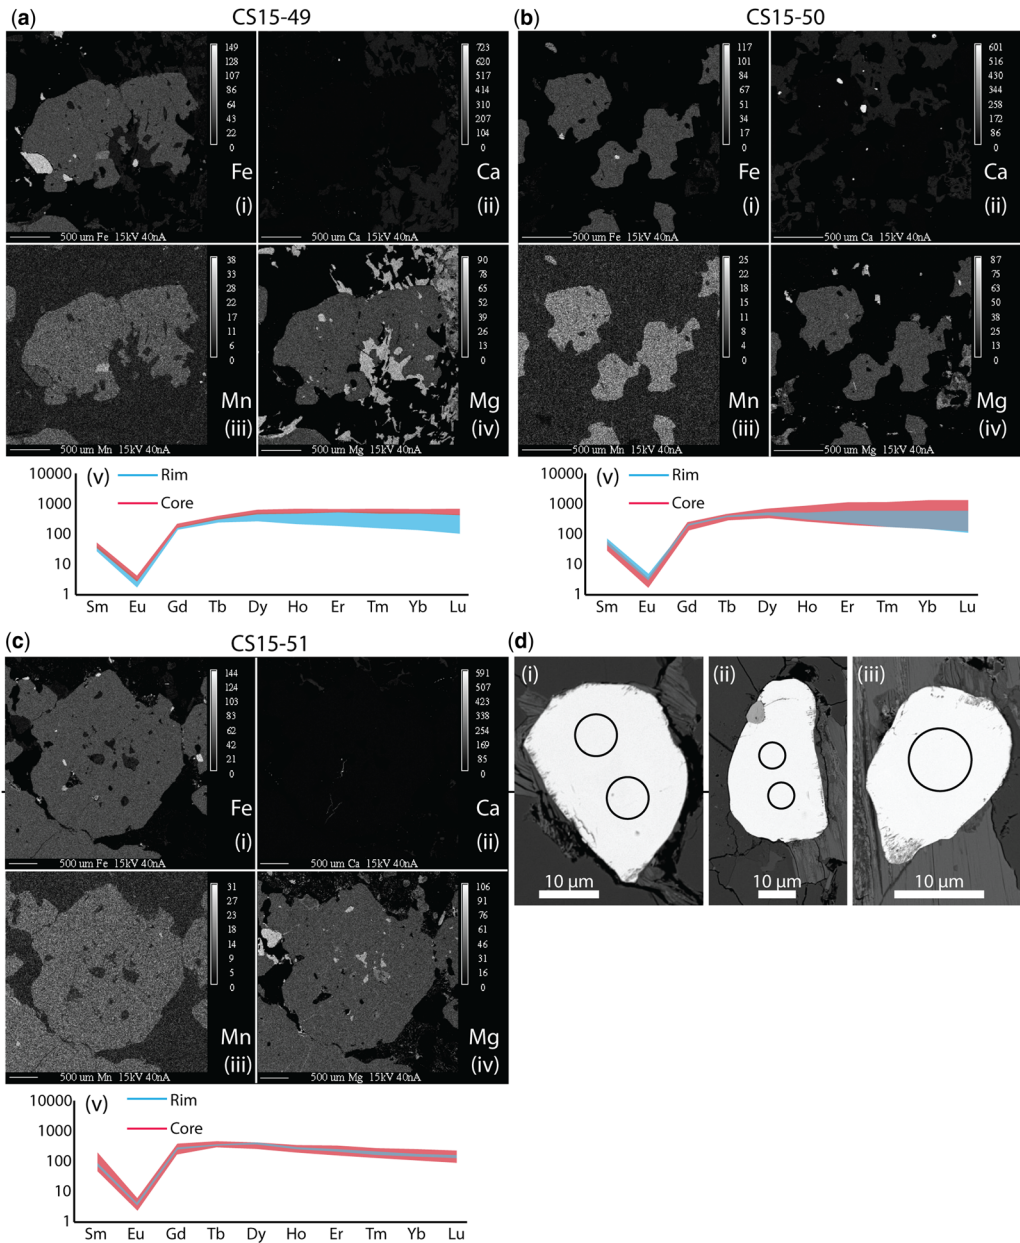 (a) CS15-49
149
128
107
86
64
43
22
0
Fe
(i)
500 um Fe 15kV 40nA
723
620
517
414
310
207
104
0
Ca
(ii)
500 um Ca 15kV 40nA
38
33
28
22
17
11
6
0
Mn
(iii)
500 um Mn 15kV 40nA
90
78
65
52
39
26
13
0
Mg
(iv)
500 um Mg 15kV 40nA
(v)
Rim
Core
10000
1000
100
10
1
Sm Eu Gd Tb Dy Ho Er Tm Yb Lu
(b) CS15-50
117
101
84
67
51
34
17
0
Fe
(i)
500 um Fe 15kV 40nA
601
516
430
344
258
172
86
0
Ca
(ii)
500 um Ca 15kV 40nA
25
22
18
15
11
8
4
0
Mn
(iii)
500 um Mn 15kV 40nA
87
75
63
50
38
25
13
0
Mg
(iv)
500 um Mg 15kV 40nA
(v)
Rim
Core
10000
1000
100
10
1
Sm Eu Gd Tb Dy Ho Er Tm Yb Lu
(c) CS15-51
144
124
103
83
62
42
21
0
Fe
(i)
500 um Fe 15kV 40nA
591
507
423
338
254
169
85
0
Ca
(ii)
500 um Ca 15kV 40nA
31
27
23
18
14
9
5
0
Mn
(iii)
500 um Mn 15kV 40nA
106
91
76
61
46
31
16
0
Mg
(iv)
500 um Mg 15kV 40nA
(v)
Rim
Core
10000
1000
100
10
1
Sm Eu Gd Tb Dy Ho Er Tm Yb Lu
(d)
(i)
10 μm
(ii)
10 μm
(iii)
10 μm